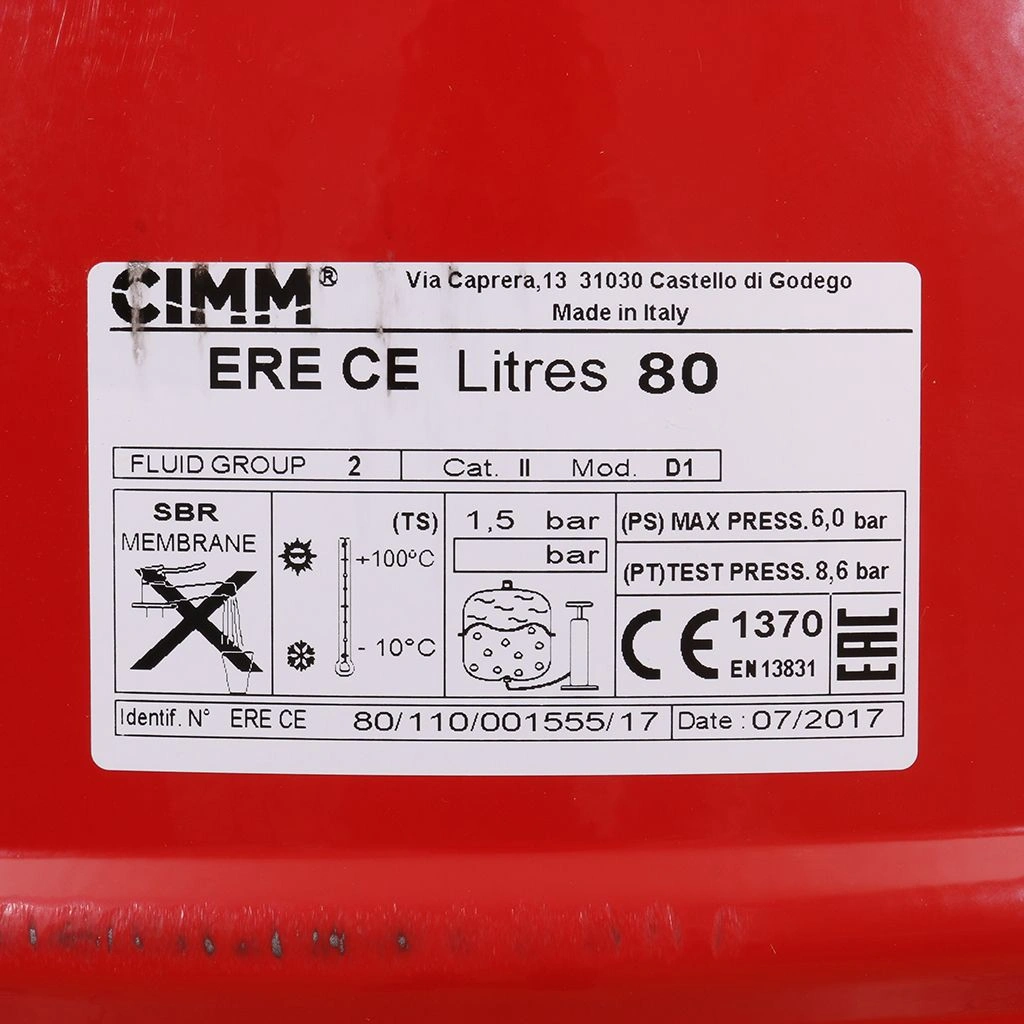 CIMM®
Via Caprera,13 31030 Castello di Godego
Made in Italy
ERE CE Litres 80
FLUID GROUP 2 Cat. II Mod. D1
SBR
MEMBRANE
(TS)
+100ºC
- 10ºC
1,5 bar
bar
(PS) MAX PRESS. 6,0 bar
(PT)TEST PRESS. 8,6 bar
CE 1370
EN 13831
EAC
Identif. N° ERE CE 80/110/001555/17 Date : 07/2017